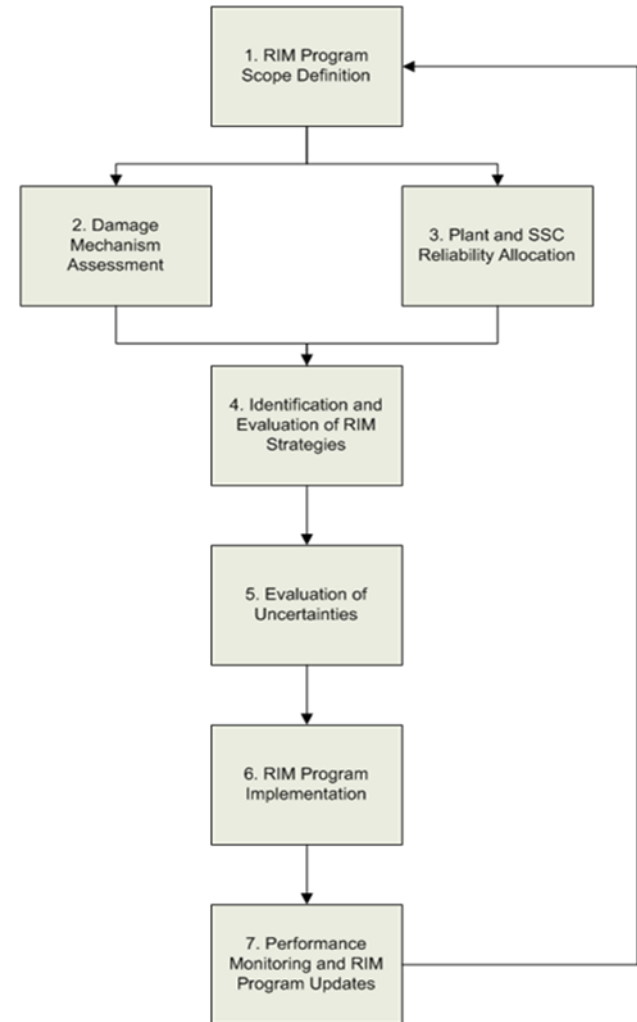 1. RIM Program
Scope Definition
2. Damage
Mechanism
Assessment
3. Plant and SSC
Reliability Allocation
4. Identification and
Evaluation of RIM
Strategies
5. Evaluation of
Uncertainties
6. RIM Program
Implementation
7. Performance
Monitoring and RIM
Program Updates